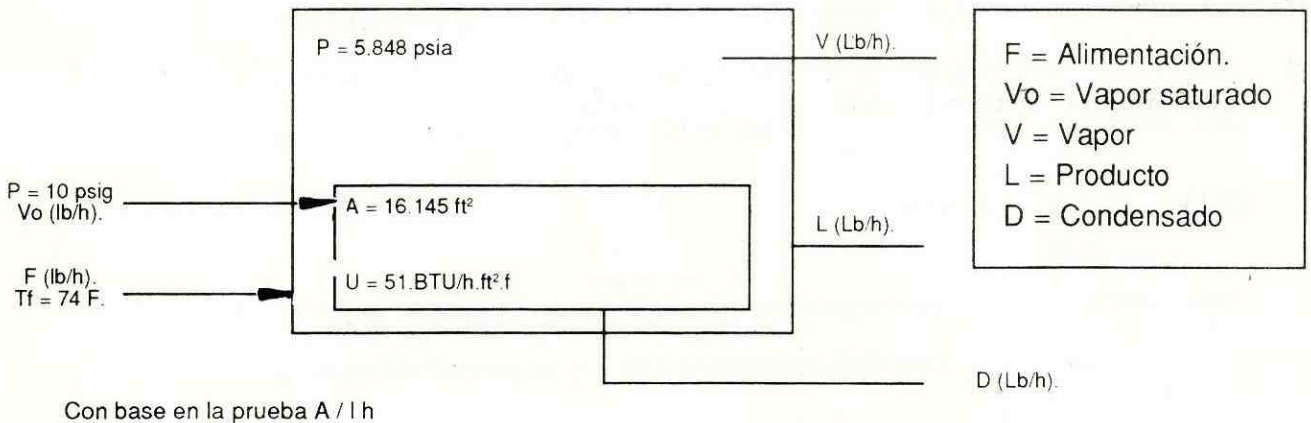 P = 5.848 psia
V (Lb/h).
F = Alimentación.
Vo = Vapor saturado
V = Vapor
L = Producto
D = Condensado
P = 10 psig
Vo (lb/h).
A = 16.145 ft²
L (Lb/h).
F (lb/h).
Tf = 74 F.
U = 51.BTU/h.ft².f
D (Lb/h).
Con base en la prueba A / l h